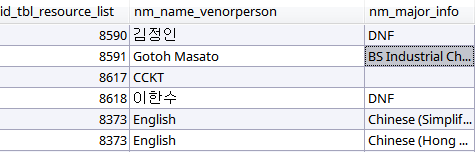 id_tbl_resource_list nm_name_venorperson nm_major_info
8590 김정인 DNF
8591 Gotoh Masato BS Industrial Ch...
8617 CCKT
8618 이한수 DNF
8373 English Chinese (Simplif...
8373 English Chinese (Hong ...